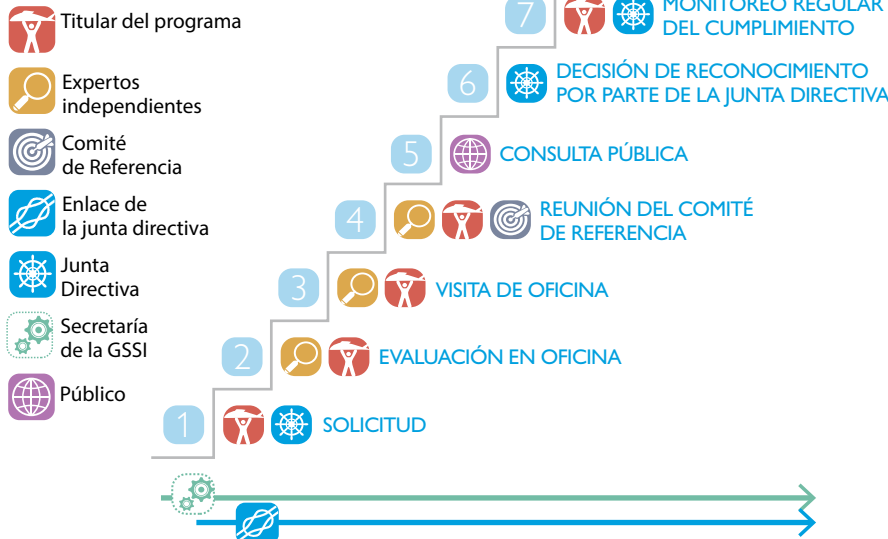 Titular del programa
Expertos
independientes
Comité
de Referencia
Enlace de
la junta directiva
Junta
Directiva
Secretaría
de la GSSI
Público
7
MONITOREO REGULAR
DEL CUMPLIMIENTO
6
DECISIÓN DE RECONOCIMIENTO
POR PARTE DE LA JUNTA DIRECTIVA
5
CONSULTA PÚBLICA
4
REUNIÓN DEL COMITÉ
DE REFERENCIA
3
VISITA DE OFICINA
2
EVALUACIÓN EN OFICINA
1
SOLICITUD